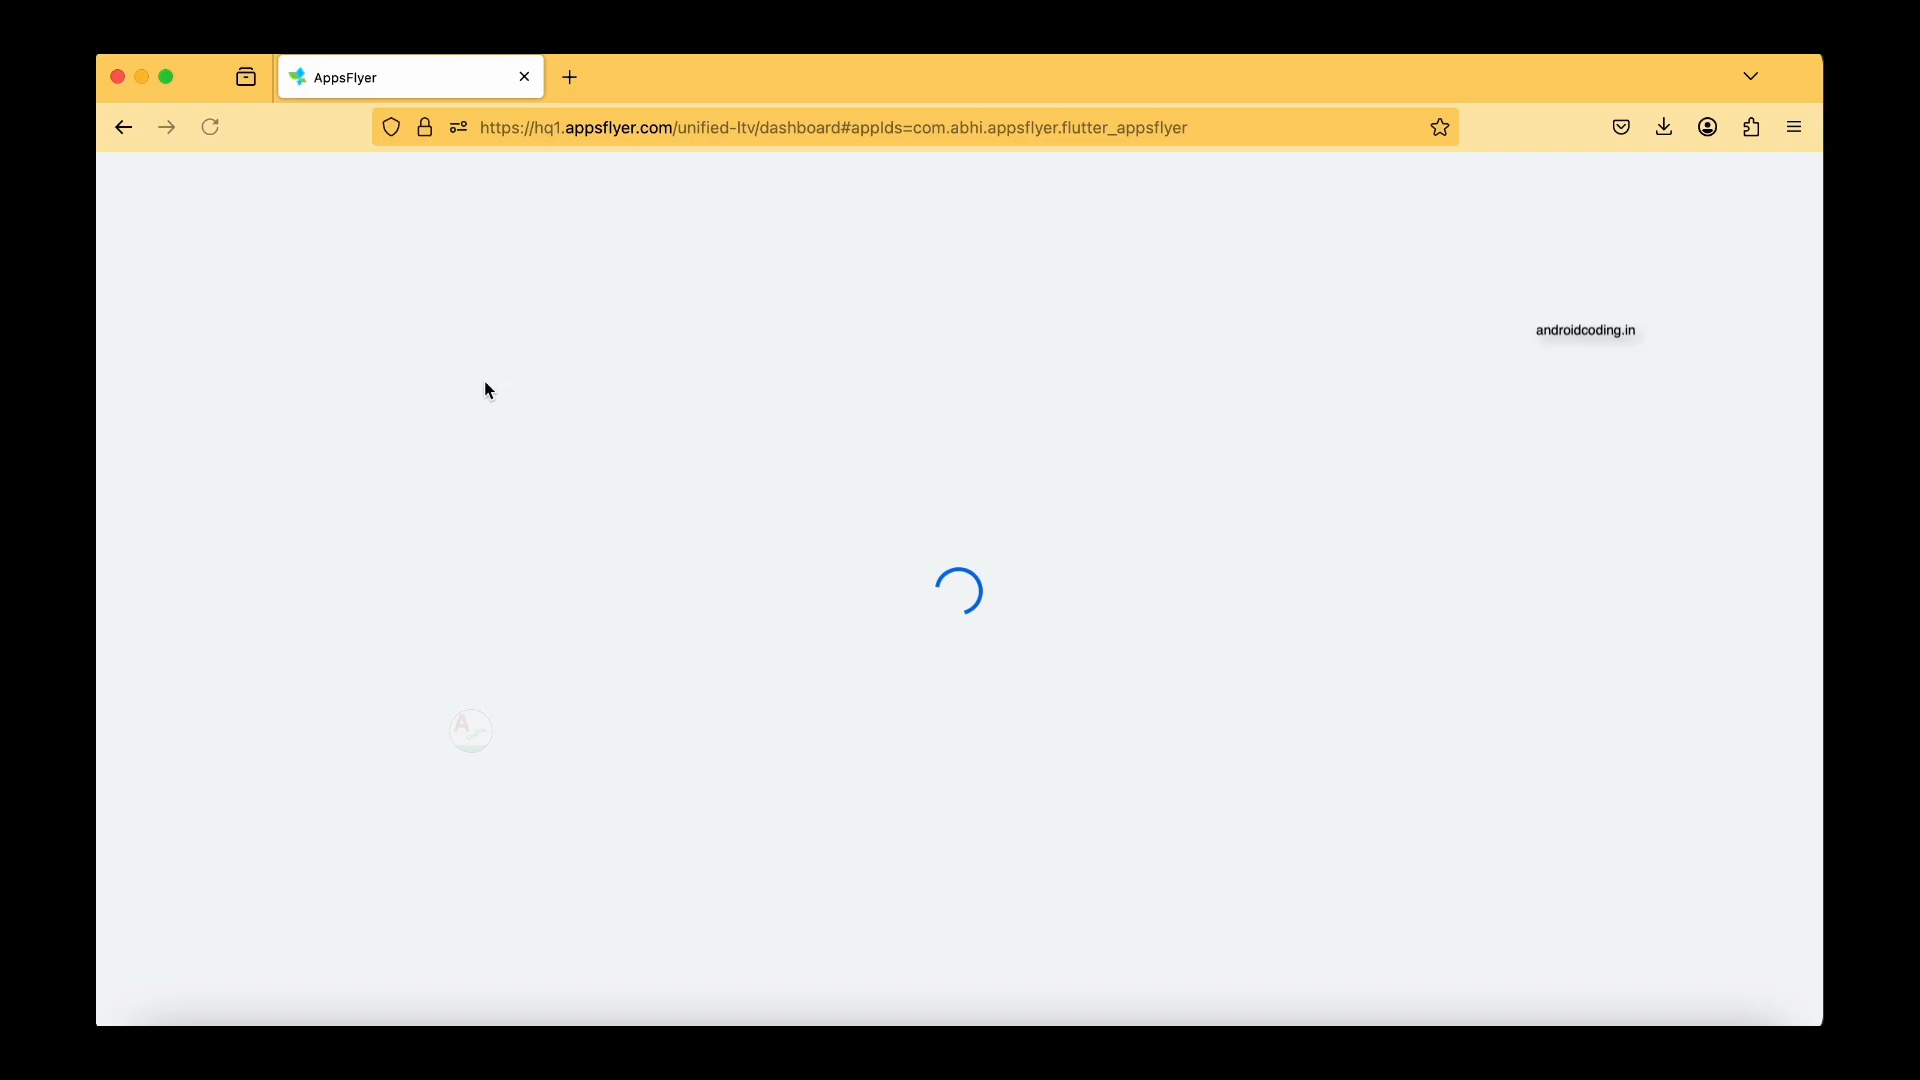 AppsFlyer
https://hq1.appsflyer.com/unified-ltv/dashboard#appIds=com.abhi.appsflyer.flutter_appsflyer
androidcoding.in
A